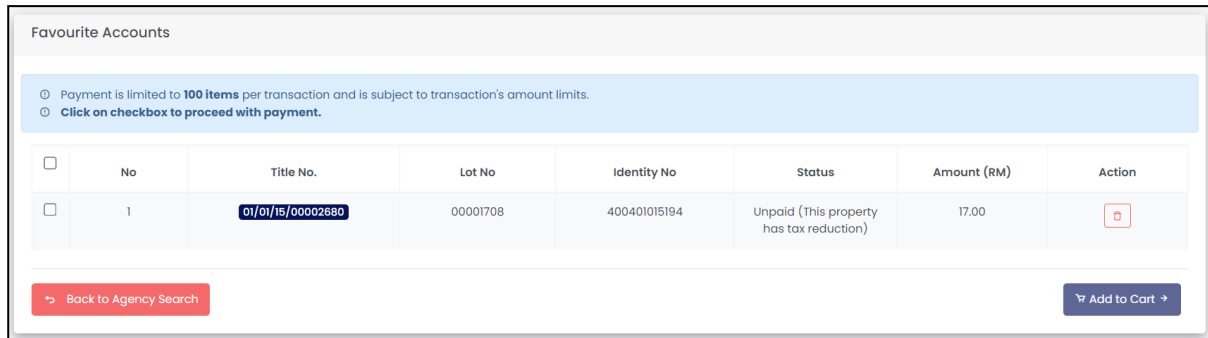 Favourite Accounts
Payment is limited to 100 items per transaction and is subject to transaction's amount limits.
Click on checkbox to proceed with payment.
No Title No. Lot No Identity No Status Amount (RM) Action
1 01/01/15/00002680 00001708 400401015194 Unpaid (This property has tax reduction) 17.00
Back to Agency Search
Add to Cart